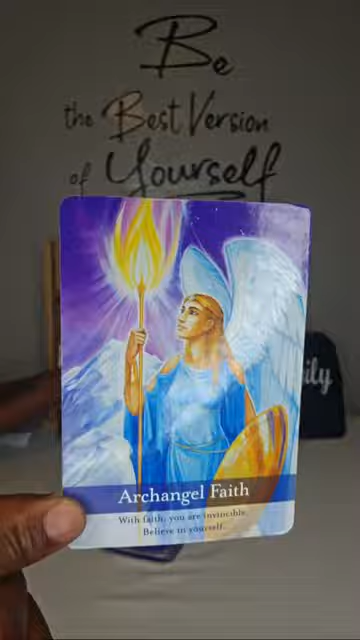 Be
the Best Version
of Yourself
Archangel Faith
With faith, you are invincible.
Believe in yourself.